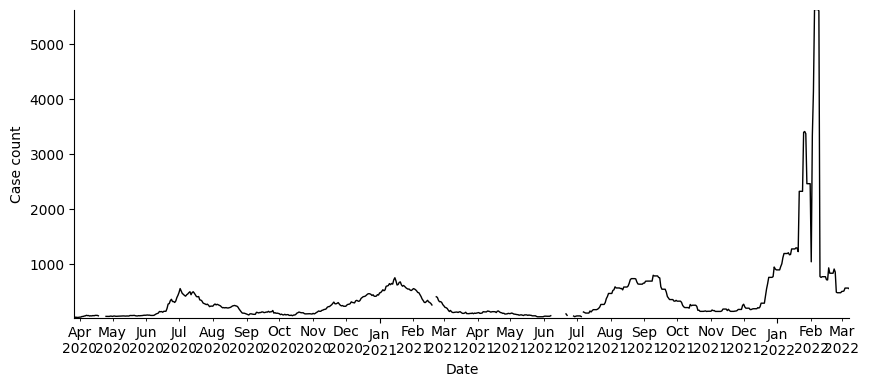 5000
4000
3000
2000
1000
Case count
Apr May Jun Jul Aug Sep Oct Nov Dec Jan Feb Mar Apr May Jun Jul Aug Sep Oct Nov Dec Jan Feb Mar
2020 2020 2020 2020 2020 2020 2020 2020 2020 2021 2021 2021 2021 2021 2021 2021 2021 2021 2021 2021 2021 2022 2022 2022
Date